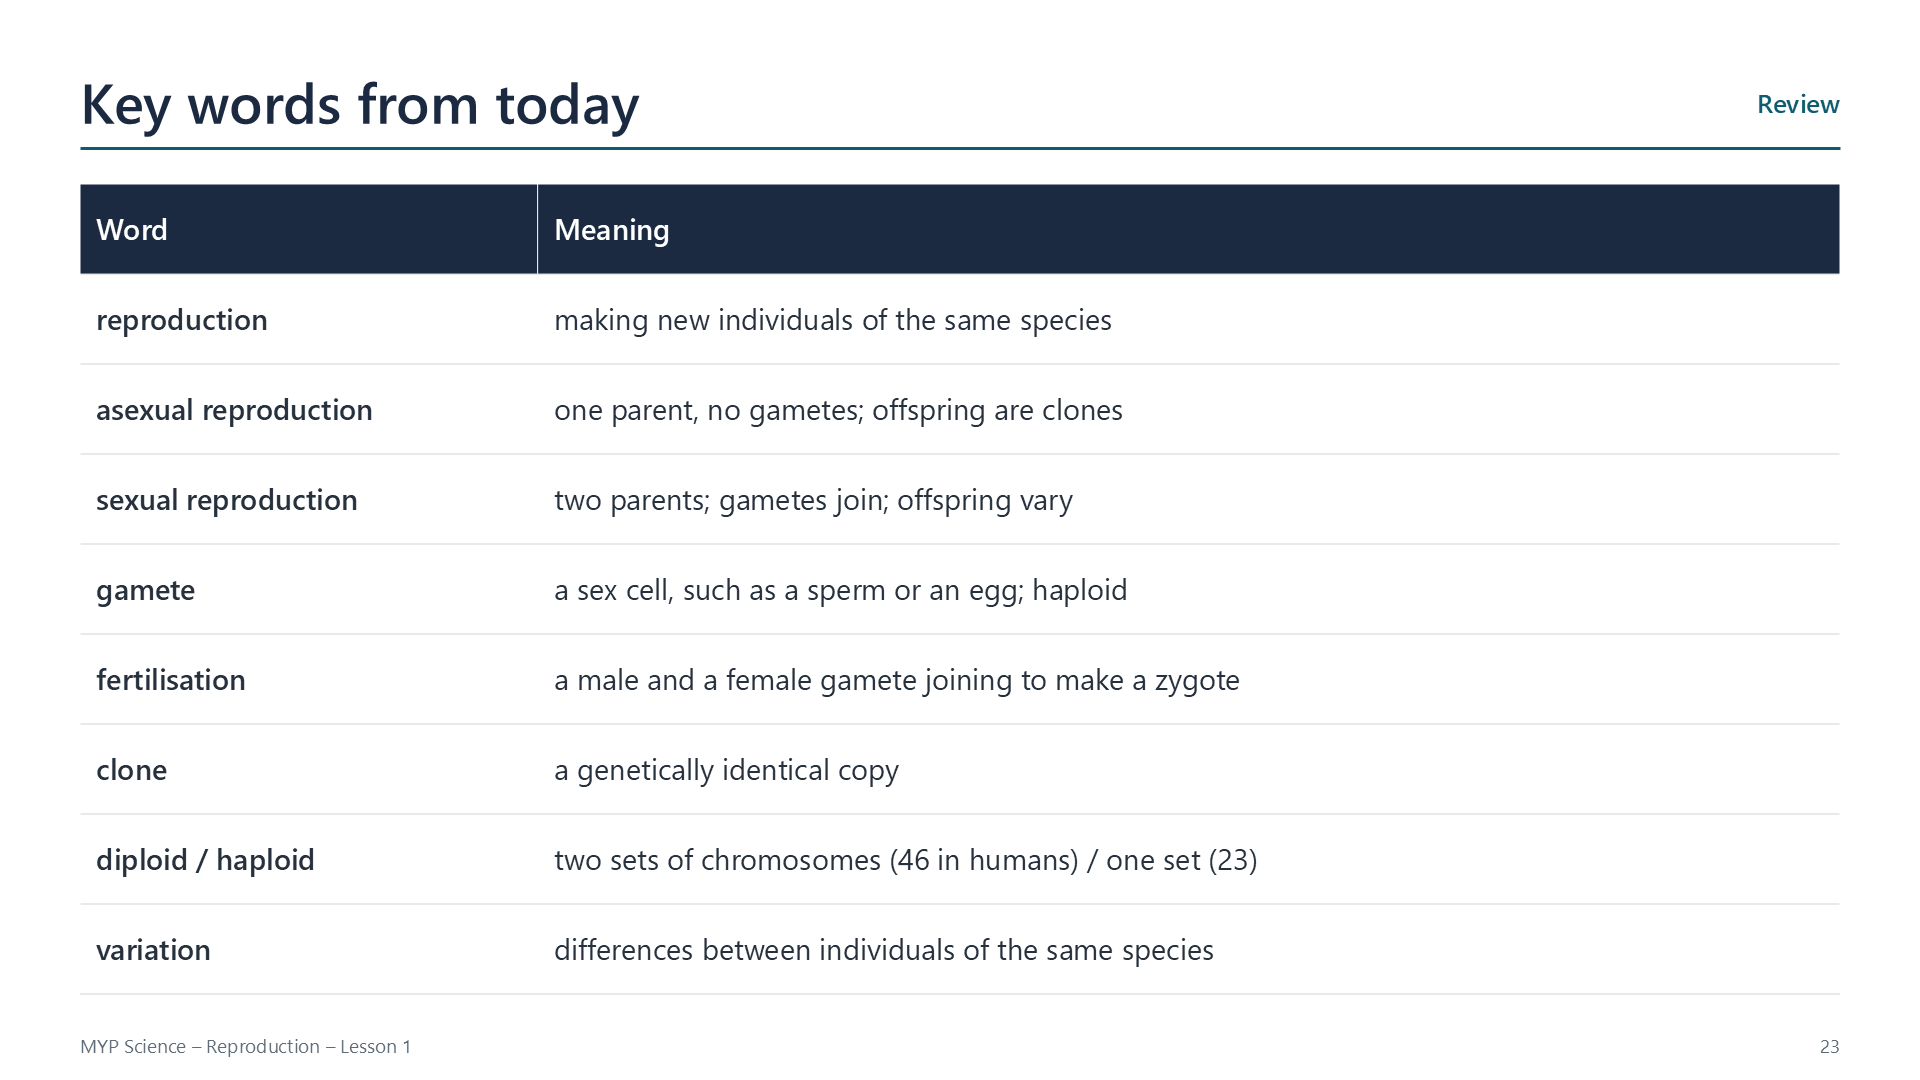 Key words from today
Review
Word Meaning
reproduction making new individuals of the same species
asexual reproduction one parent, no gametes; offspring are clones
sexual reproduction two parents; gametes join; offspring vary
gamete a sex cell, such as a sperm or an egg; haploid
fertilisation a male and a female gamete joining to make a zygote
clone a genetically identical copy
diploid / haploid two sets of chromosomes (46 in humans) / one set (23)
variation differences between individuals of the same species
MYP Science – Reproduction – Lesson 1
23